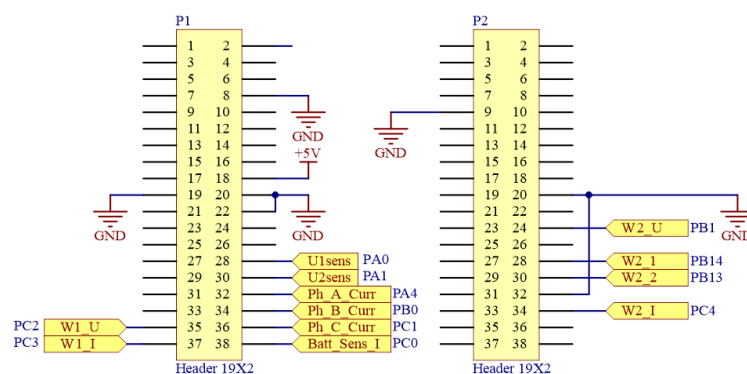 P1
P2
1 2
3 4
5 6
7 8
9 10
11 12
13 14
15 16
17 18
19 20
21 22
23 24
25 26
27 28
29 30
31 32
33 34
35 36
37 38
GND
+5V
GND
GND
U1sens PA0
U2sens PA1
Ph_A_Curr PA4
Ph_B_Curr PB0
PC2 W1_U
Ph_C_Curr PC1
PC3 W1_I
Batt_Sens_I PC0
Header 19X2
1 2
3 4
5 6
7 8
9 10
11 12
13 14
15 16
17 18
19 20
21 22
23 24
25 26
27 28
29 30
31 32
33 34
35 36
37 38
GND
GND
W2_U PB1
W2_1 PB14
W2_2 PB13
W2_I PC4
Header 19X2